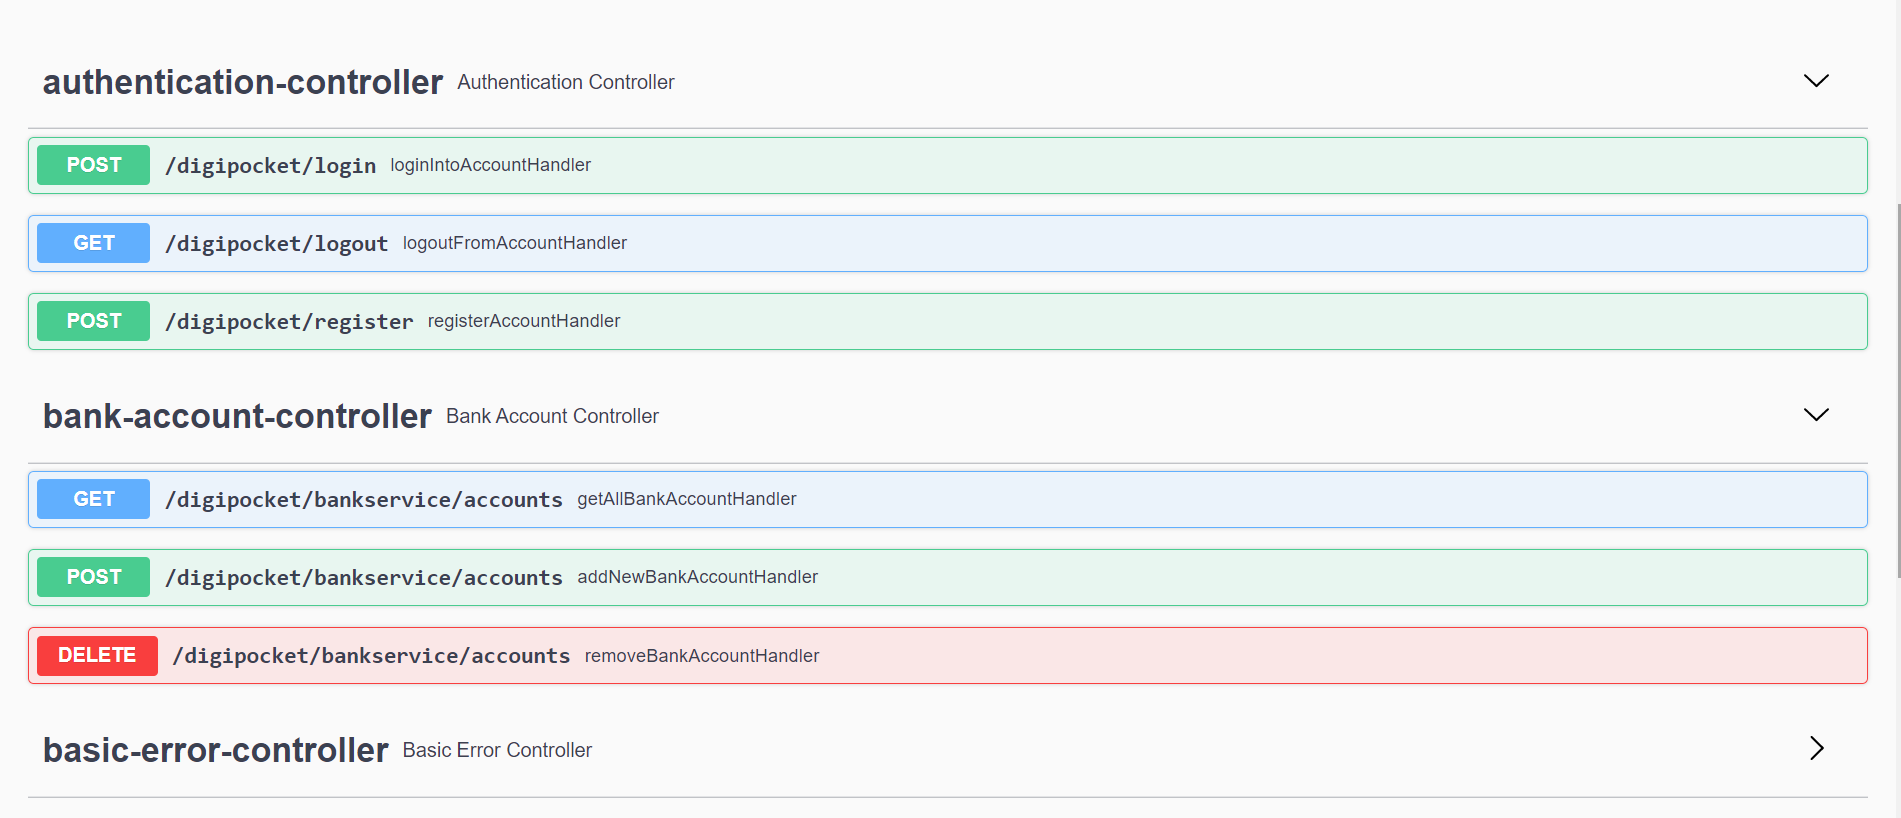 authentication-controller Authentication Controller
POST /digipocket/login loginIntoAccountHandler
GET /digipocket/logout logoutFromAccountHandler
POST /digipocket/register registerAccountHandler
bank-account-controller Bank Account Controller
GET /digipocket/bankservice/accounts getAllBankAccountHandler
POST /digipocket/bankservice/accounts addNewBankAccountHandler
DELETE /digipocket/bankservice/accounts removeBankAccountHandler
basic-error-controller Basic Error Controller